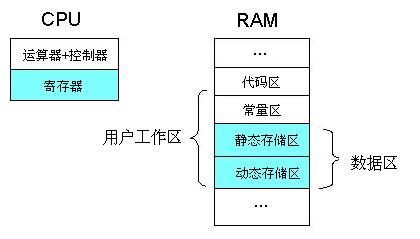 CPU
运算器+控制器
寄存器
RAM
...
代码区
常量区
静态存储区
动态存储区
...
用户工作区
数据区